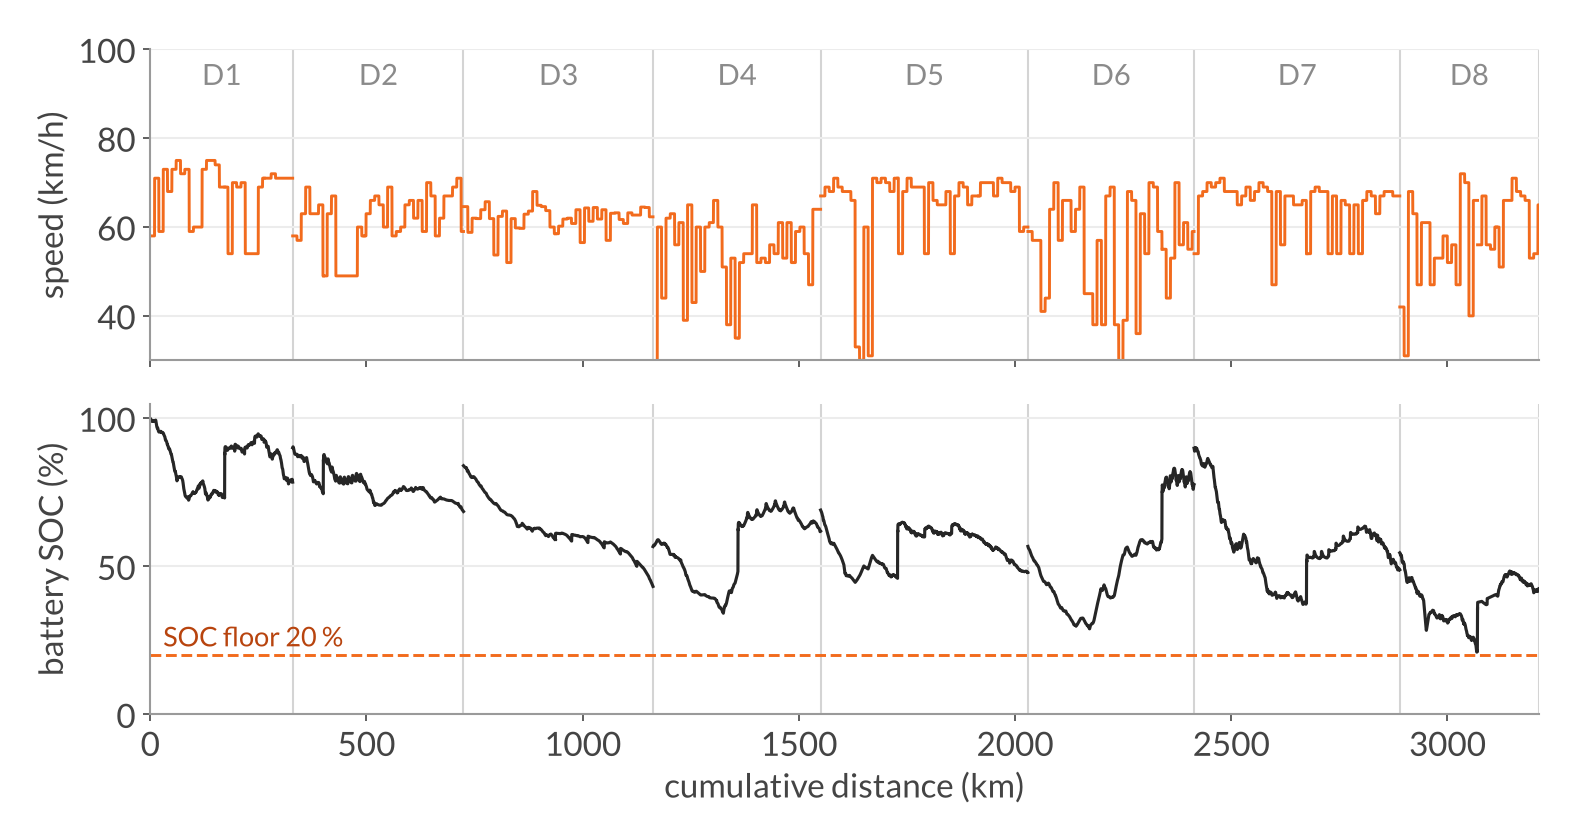 100
D1 D2 D3 D4 D5 D6 D7 D8
80
60
40
speed (km/h)
100
50
SOC floor 20 %
0
battery SOC (%)
0 500 1000 1500 2000 2500 3000
cumulative distance (km)